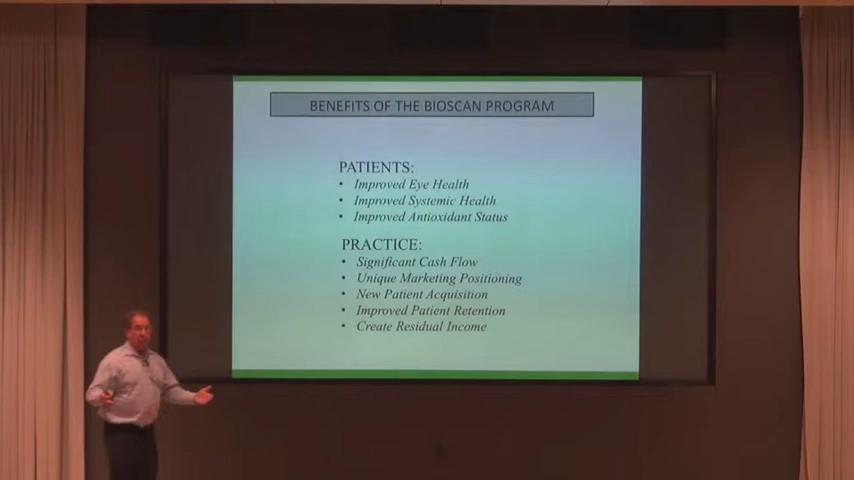 BENEFITS OF THE BIOSCAN PROGRAM
PATIENTS:
• Improved Eye Health
• Improved Systemic Health
• Improved Antioxidant Status
PRACTICE:
• Significant Cash Flow
• Unique Marketing Positioning
• New Patient Acquisition
• Improved Patient Retention
• Create Residual Income